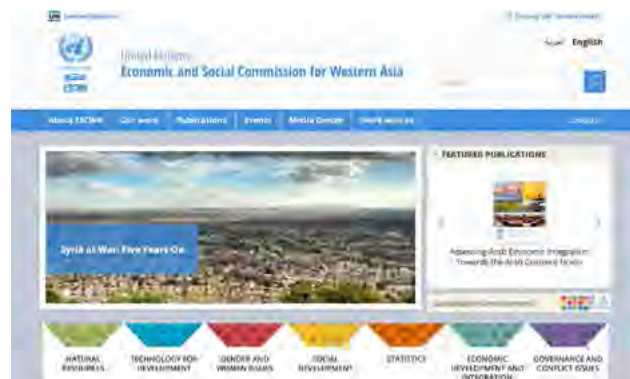 عربية English
United Nations
Economic and Social Commission for Western Asia
ESCWA
About ESCWA Our work Publications Events Media Center Work with us
FEATURED PUBLICATIONS
Syria at War: Five Years On
Assessing Arab Economic Integration
Towards the Arab Customs Union
NATURAL
RESOURCES
TECHNOLOGY FOR
DEVELOPMENT
GENDER AND
WOMEN ISSUES
SOCIAL
DEVELOPMENT
STATISTICS
ECONOMIC
DEVELOPMENT AND
INTEGRATION
GOVERNANCE AND
CONFLICT ISSUES